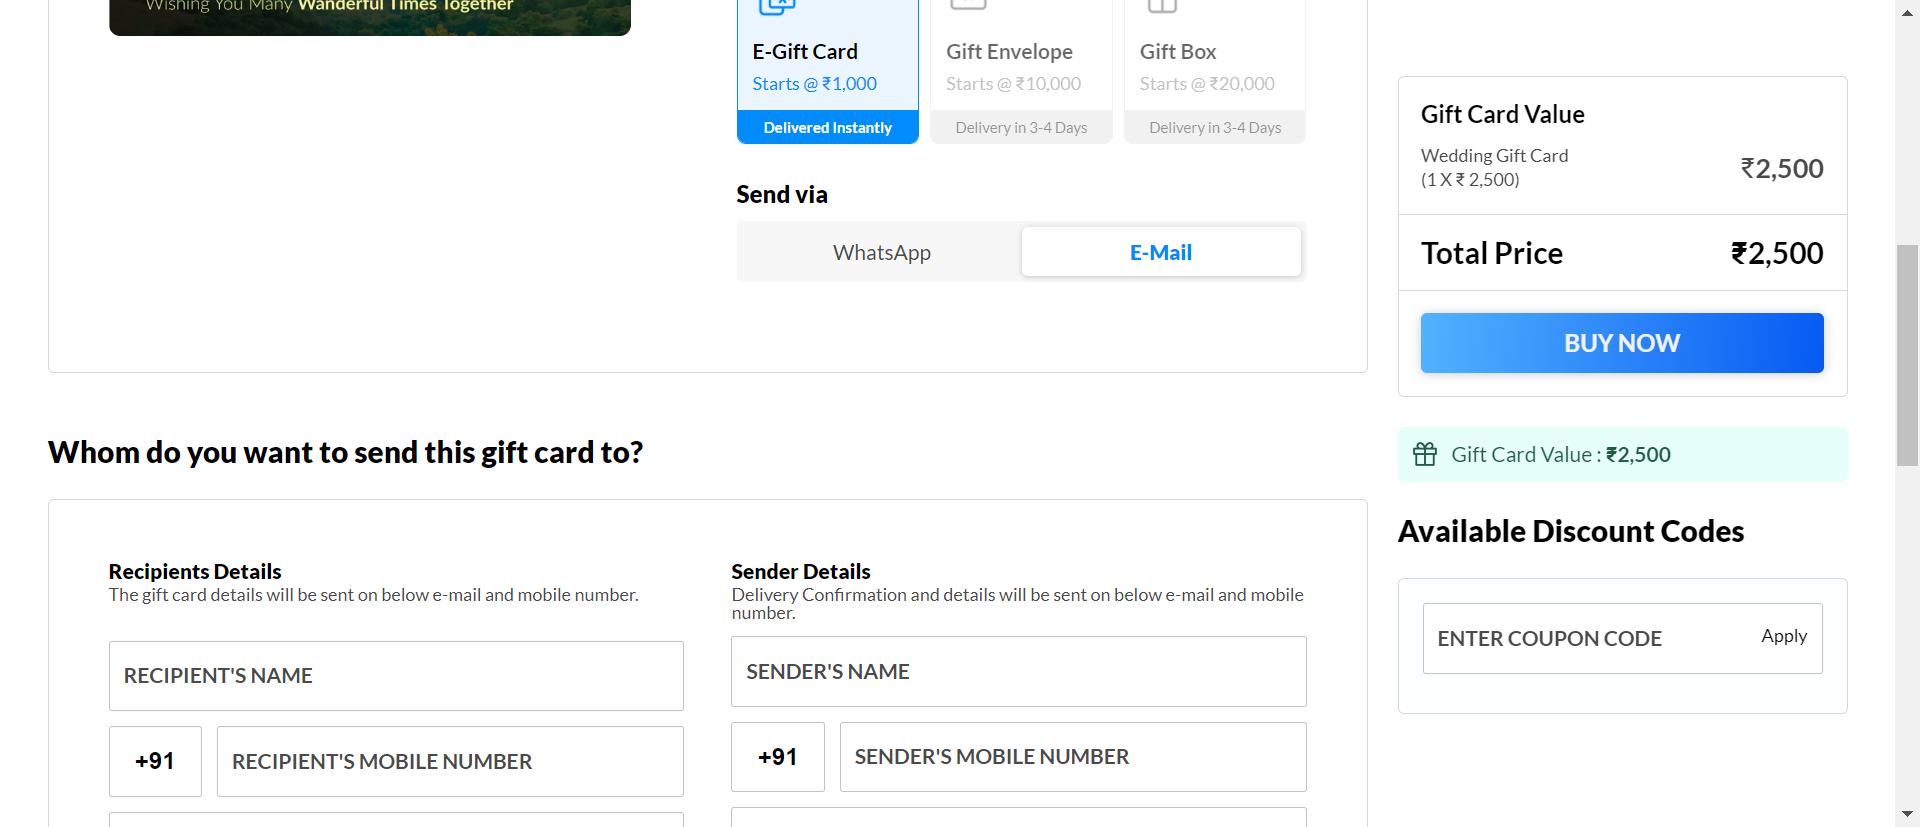 Wishing You Many Wanderful Times Together
E-Gift Card
Starts @ ₹1,000
Delivered Instantly
Gift Envelope
Starts @ ₹10,000
Delivery in 3-4 Days
Gift Box
Starts @ ₹20,000
Delivery in 3-4 Days
Send via
WhatsApp
E-Mail
Gift Card Value
Wedding Gift Card
(1 X ₹ 2,500)
₹2,500
Total Price
₹2,500
BUY NOW
Gift Card Value : ₹2,500
Available Discount Codes
ENTER COUPON CODE
Apply
Whom do you want to send this gift card to?
Recipients Details
The gift card details will be sent on below e-mail and mobile number.
RECIPIENT'S NAME
+91
RECIPIENT'S MOBILE NUMBER
Sender Details
Delivery Confirmation and details will be sent on below e-mail and mobile
number.
SENDER'S NAME
+91
SENDER'S MOBILE NUMBER